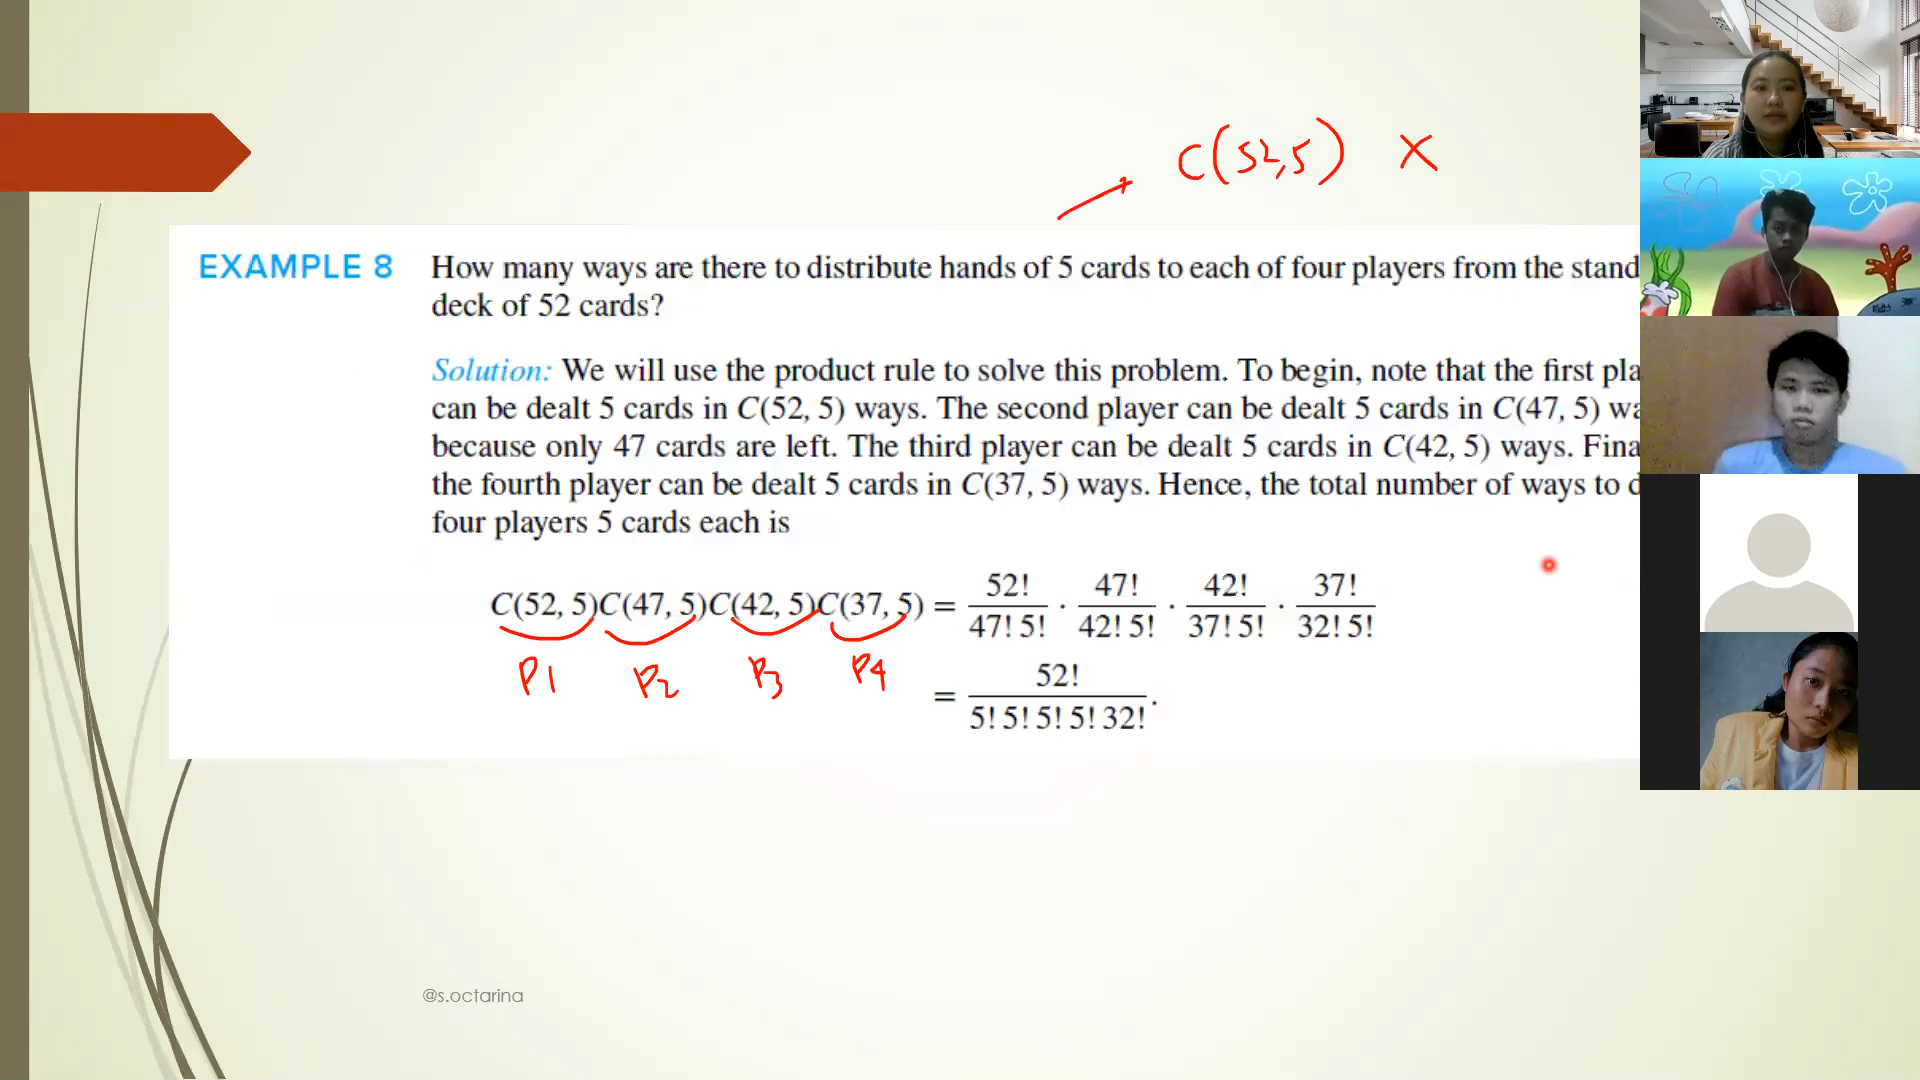 C(52,5) X
EXAMPLE 8 How many ways are there to distribute hands of 5 cards to each of four players from the stand
deck of 52 cards?
Solution: We will use the product rule to solve this problem. To begin, note that the first pla
can be dealt 5 cards in C(52, 5) ways. The second player can be dealt 5 cards in C(47, 5) wa
because only 47 cards are left. The third player can be dealt 5 cards in C(42, 5) ways. Fina
the fourth player can be dealt 5 cards in C(37, 5) ways. Hence, the total number of ways to d
four players 5 cards each is
C(52, 5)C(47, 5)C(42, 5)C(37, 5) = 52!/47! 5! · 47!/42! 5! · 42!/37! 5! · 37!/32! 5!
P1 P2 P3 P4
= 52!/5! 5! 5! 5! 32!.
@s.octarina